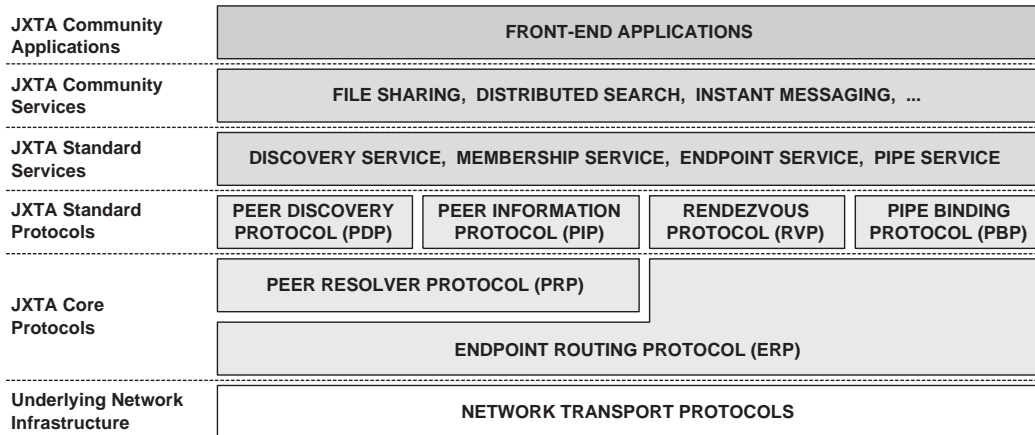 JXTA Community
Applications
FRONT-END APPLICATIONS
JXTA Community
Services
FILE SHARING, DISTRIBUTED SEARCH, INSTANT MESSAGING, ...
JXTA Standard
Services
DISCOVERY SERVICE, MEMBERSHIP SERVICE, ENDPOINT SERVICE, PIPE SERVICE
JXTA Standard
Protocols
PEER DISCOVERY
PROTOCOL (PDP)
PEER INFORMATION
PROTOCOL (PIP)
RENDEZVOUS
PROTOCOL (RVP)
PIPE BINDING
PROTOCOL (PBP)
JXTA Core
Protocols
PEER RESOLVER PROTOCOL (PRP)
ENDPOINT ROUTING PROTOCOL (ERP)
Underlying Network
Infrastructure
NETWORK TRANSPORT PROTOCOLS